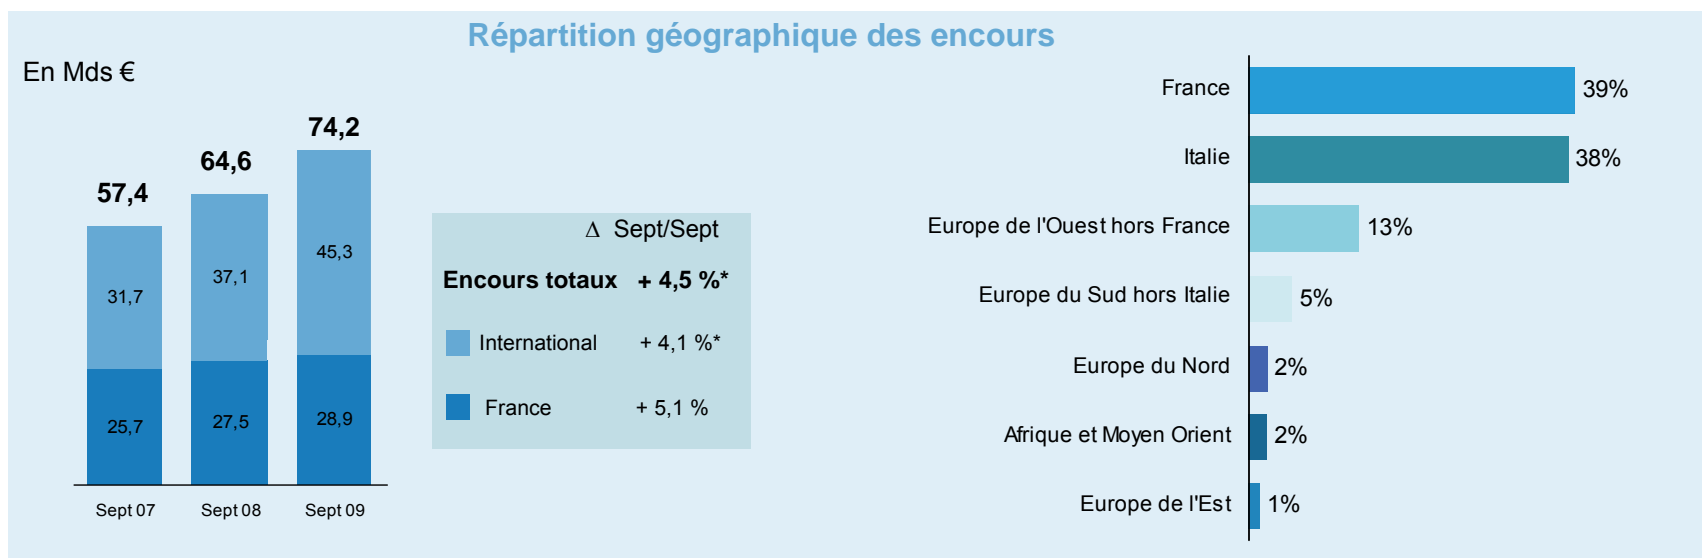 Répartition géographique des encours
En Mds €
57,4
64,6
74,2
31,7
37,1
45,3
25,7
27,5
28,9
Sept 07
Sept 08
Sept 09
Δ Sept/Sept
Encours totaux + 4,5 %*
International + 4,1 %*
France + 5,1 %
France 39%
Italie 38%
Europe de l'Ouest hors France 13%
Europe du Sud hors Italie 5%
Europe du Nord 2%
Afrique et Moyen Orient 2%
Europe de l'Est 1%